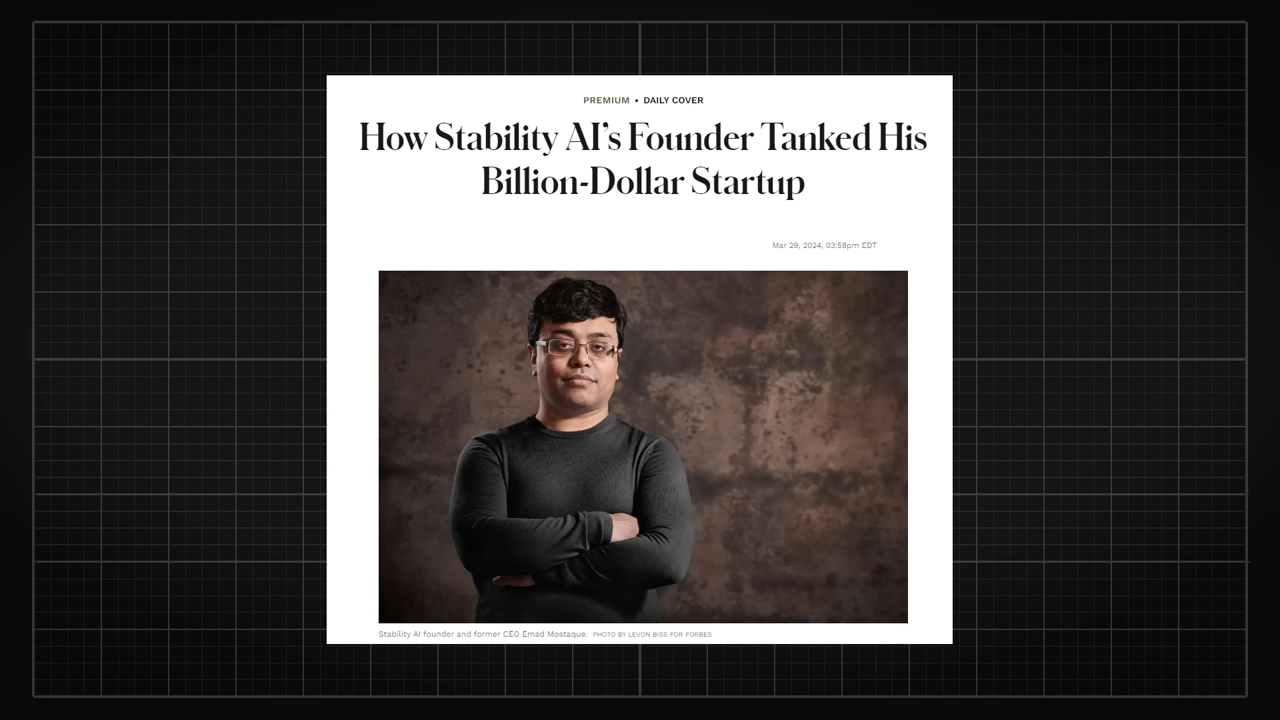 PREMIUM • DAILY COVER
How Stability AI’s Founder Tanked His
Billion-Dollar Startup
Mar 29, 2024, 03:58pm EDT
Stability AI founder and former CEO Emad Mostaque. PHOTO BY LEVON BISS FOR FORBES